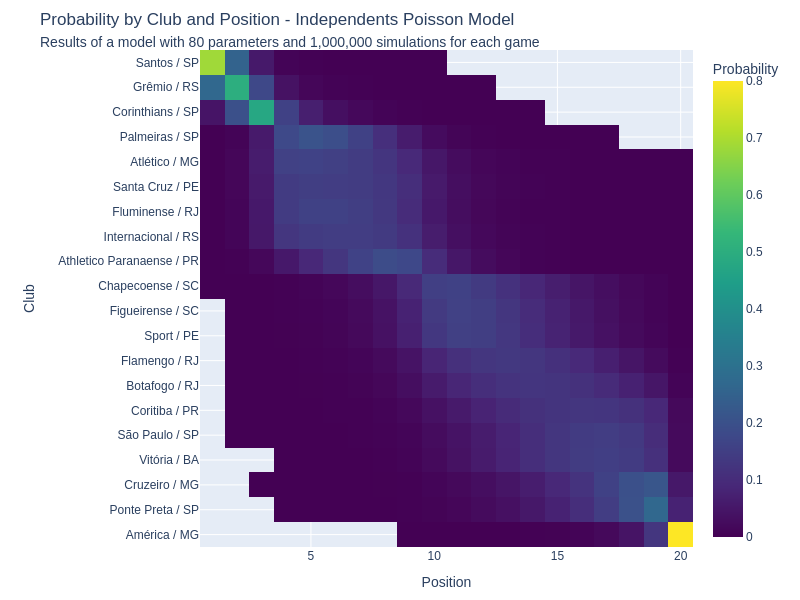 Probability by Club and Position - Independents Poisson Model
Results of a model with 80 parameters and 1,000,000 simulations for each game
Probability
Club
Santos / SP
Grêmio / RS
Corinthians / SP
Palmeiras / SP
Atlético / MG
Santa Cruz / PE
Fluminense / RJ
Internacional / RS
Athletico Paranaense / PR
Chapecoense / SC
Figueirense / SC
Sport / PE
Flamengo / RJ
Botafogo / RJ
Coritiba / PR
São Paulo / SP
Vitória / BA
Cruzeiro / MG
Ponte Preta / SP
América / MG
0.8
0.7
0.6
0.5
0.4
0.3
0.2
0.1
0
5 10 15 20
Position